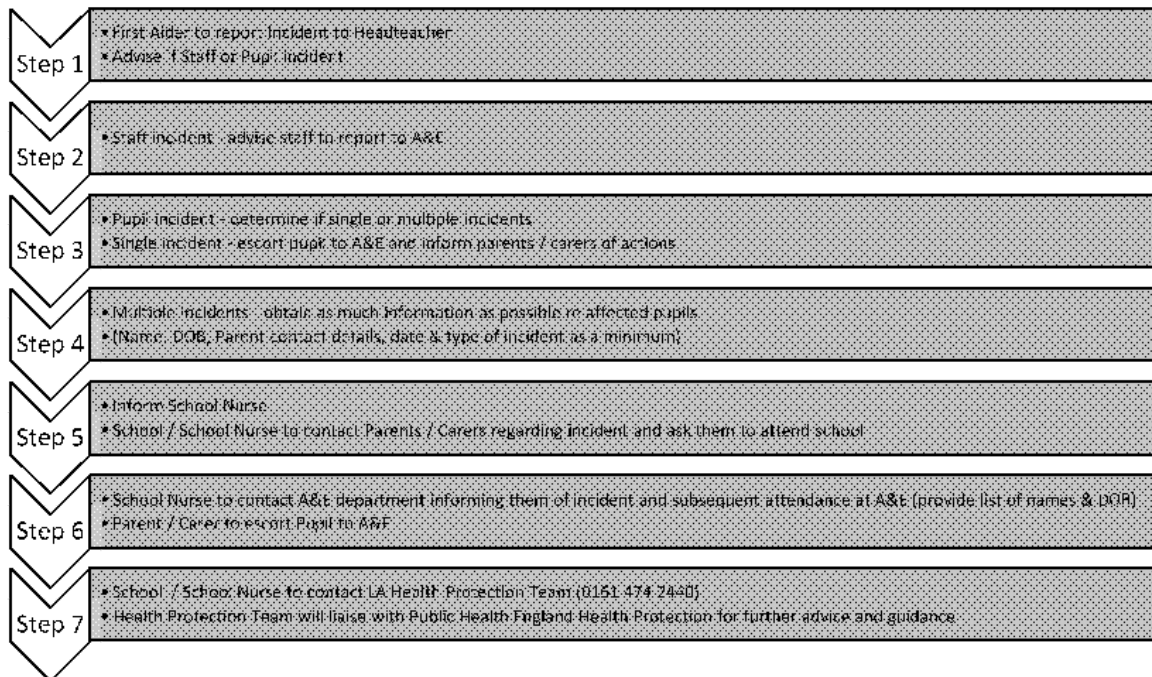 Step 1
• First Aider to report Incident to Headteacher
• Advise if Staff or Pupil Incident
Step 2
• Staff incident - advise staff to report to A&E
Step 3
• Pupil incident - determine if single or multiple incidents
• Single incident - escort pupil to A&E and inform parents / carers of actions
Step 4
• Multiple incidents - obtain as much information as possible re affected pupils
• (Name, DOB, Parent contact details, date & type of incident as a minimum)
Step 5
• Inform School Nurse
• School / School Nurse to contact Parents / Carers regarding incident and ask them to attend school
Step 6
• School Nurse to contact A&E department informing them of incident and subsequent attendance at A&E (provide list of names & DOB)
• Parent / Carer to escort Pupil to A&E
Step 7
• School / School Nurse to contact LA Health Protection Team (0161 474 2440)
• Health Protection Team will liaise with Public Health England Health Protection for further advice and guidance